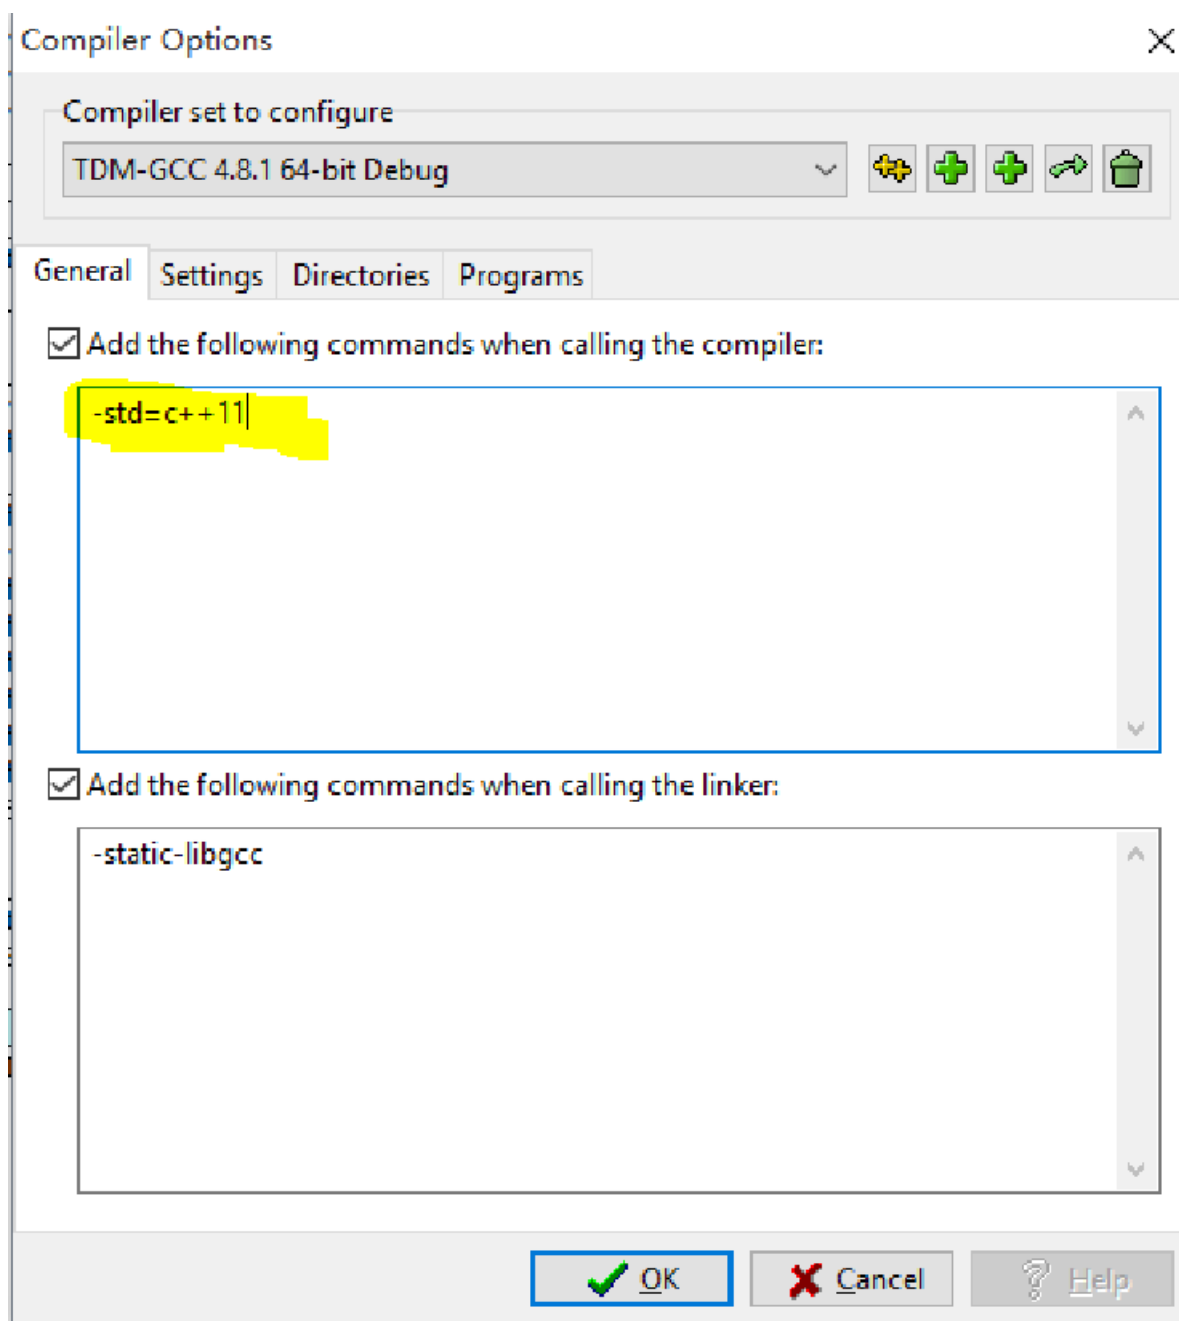 Compiler Options
Compiler set to configure
TDM-GCC 4.8.1 64-bit Debug
General Settings Directories Programs
Add the following commands when calling the compiler:
-std=c++11
Add the following commands when calling the linker:
-static-libgcc
OK Cancel Help